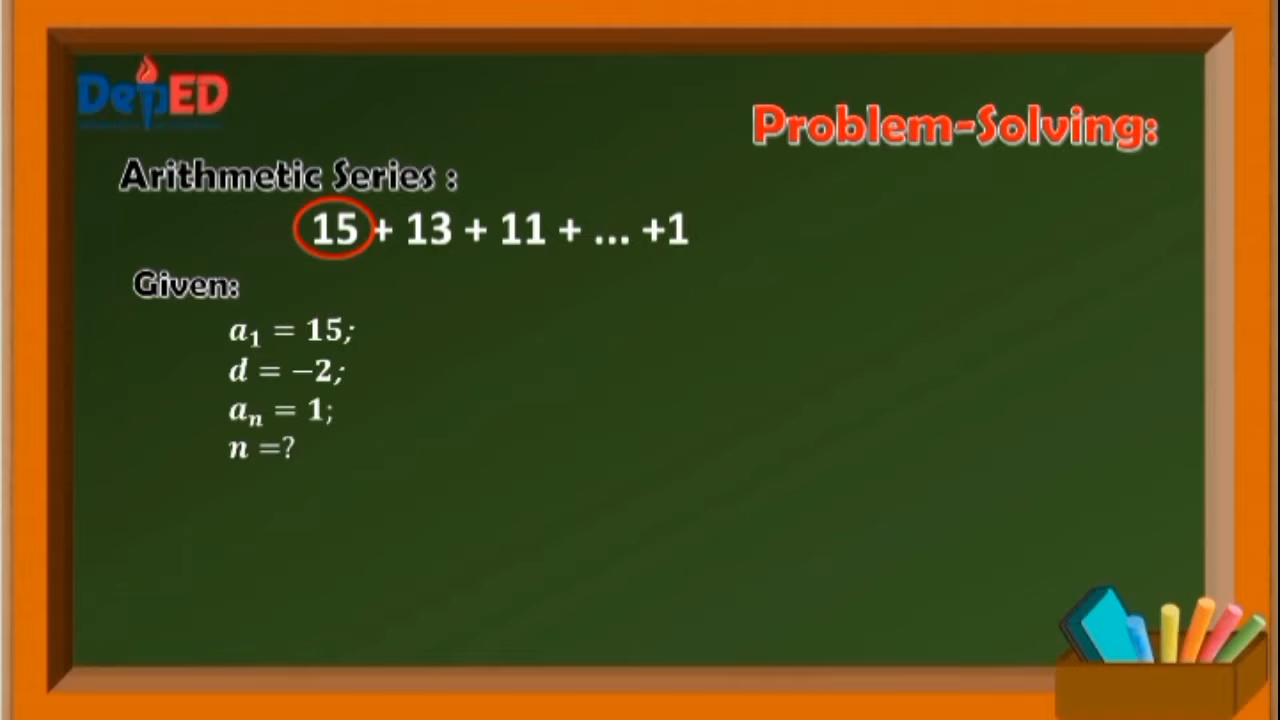 DepED
Problem-Solving:
Arithmetic Series :
15 + 13 + 11 + ... +1
Given:
a₁ = 15;
d = −2;
aₙ = 1;
n =?